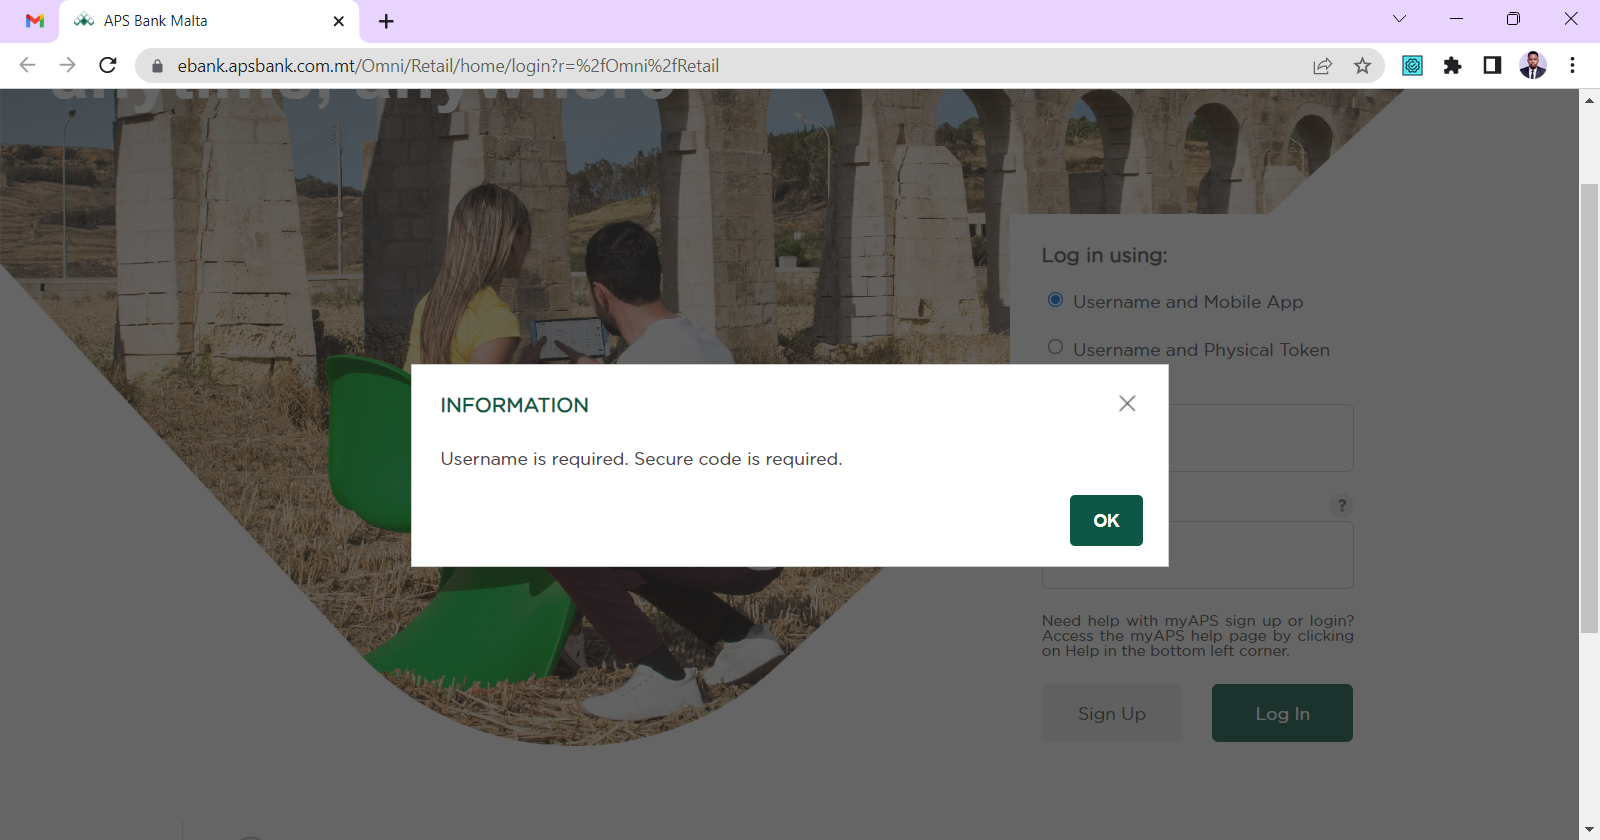 APS Bank Malta
ebank.apsbank.com.mt/Omni/Retail/home/login?r=%2fOmni%2fRetail
anytime, anywhere
Log in using:
Username and Mobile App
Username and Physical Token
INFORMATION
Username is required. Secure code is required.
OK
?
Need help with myAPS sign up or login?
Access the myAPS help page by clicking
on Help in the bottom left corner.
Sign Up
Log In